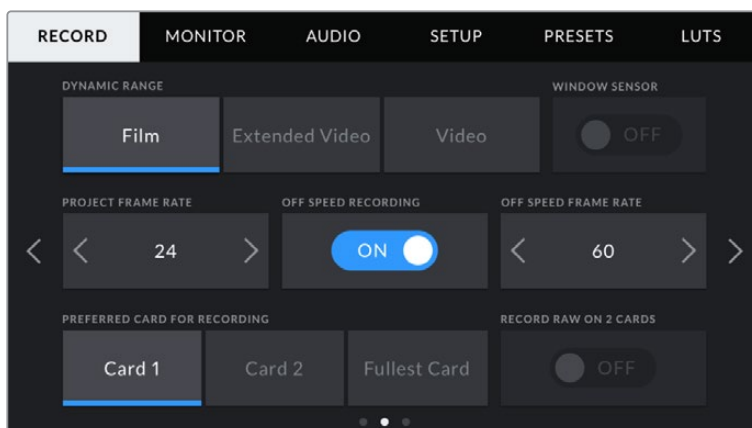 RECORD MONITOR AUDIO SETUP PRESETS LUTS
DYNAMIC RANGE WINDOW SENSOR
Film Extended Video Video OFF
PROJECT FRAME RATE OFF SPEED RECORDING OFF SPEED FRAME RATE
24 ON 60
PREFERRED CARD FOR RECORDING RECORD RAW ON 2 CARDS
Card 1 Card 2 Fullest Card OFF